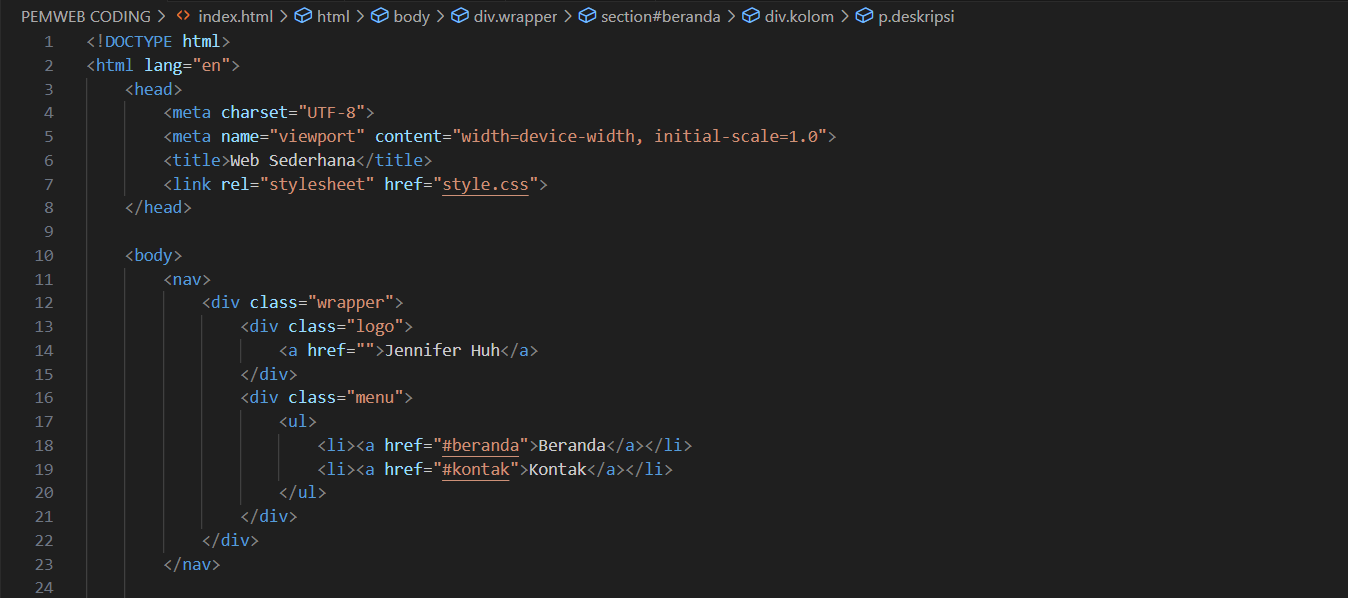 PEMWEB CODING > <> index.html > html > body > div.wrapper > section#beranda > div.kolom > p.deskripsi
1 <!DOCTYPE html>
2 <html lang="en">
3     <head>
4         <meta charset="UTF-8">
5         <meta name="viewport" content="width=device-width, initial-scale=1.0">
6         <title>Web Sederhana</title>
7         <link rel="stylesheet" href="style.css">
8     </head>
9
10     <body>
11         <nav>
12             <div class="wrapper">
13                 <div class="logo">
14                     <a href="">Jennifer Huh</a>
15                 </div>
16                 <div class="menu">
17                     <ul>
18                         <li><a href="#beranda">Beranda</a></li>
19                         <li><a href="#kontak">Kontak</a></li>
20                     </ul>
21                 </div>
22             </div>
23         </nav>
24